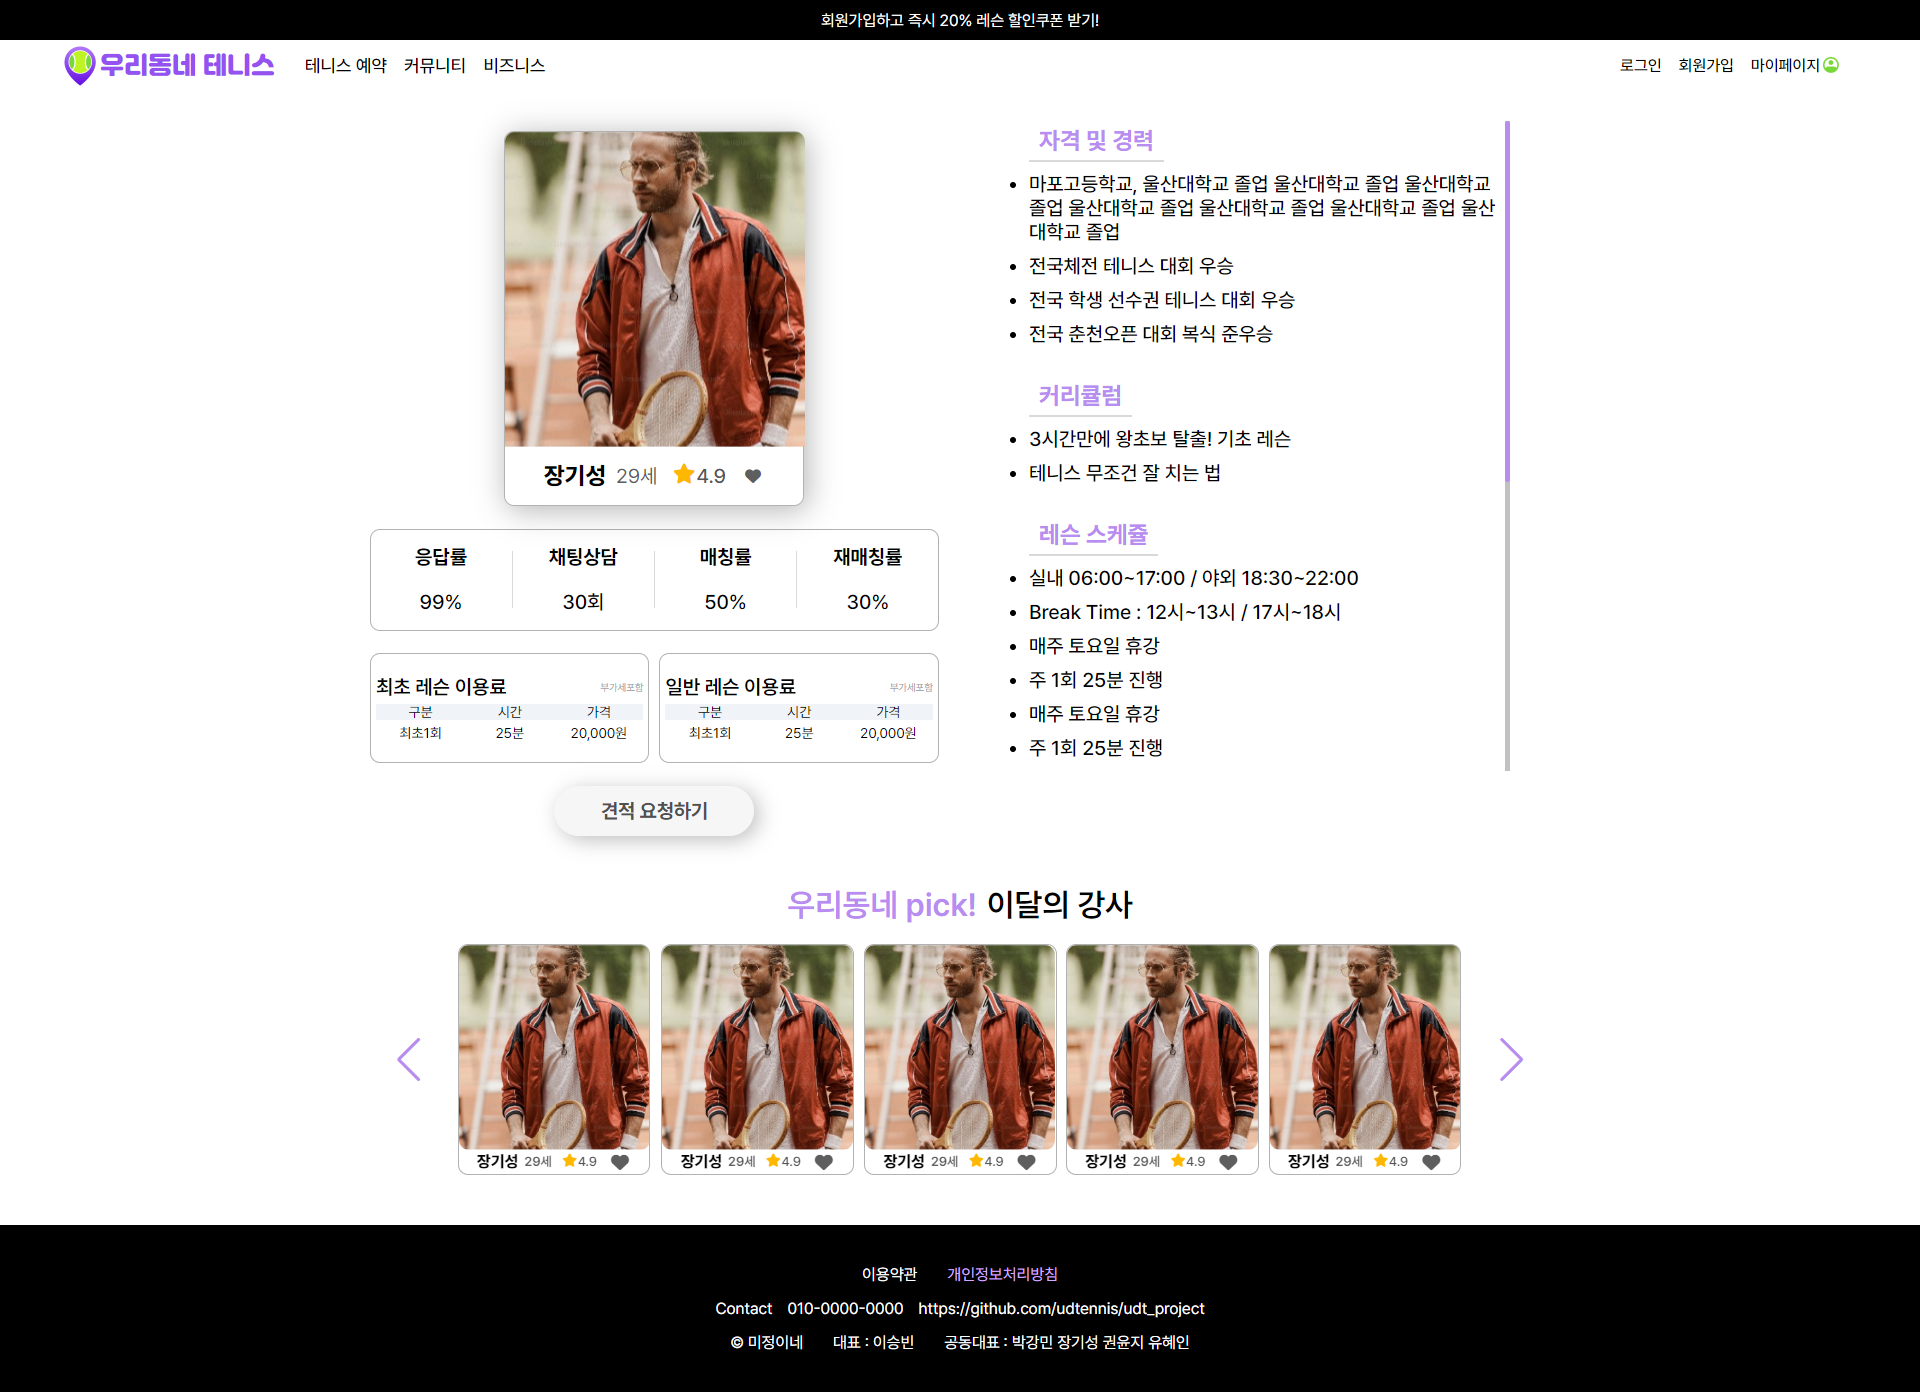 회원가입하고 즉시 20% 레슨 할인쿠폰 받기!
우리동네 테니스 테니스 예약 커뮤니티 비즈니스 로그인 회원가입 마이페이지
장기성 29세 4.9
응답률 채팅상담 매칭률 재매칭률
99% 30회 50% 30%
최초 레슨 이용료 부가세포함
구분 시간 가격
최초1회 25분 20,000원
일반 레슨 이용료 부가세포함
구분 시간 가격
최초1회 25분 20,000원
견적 요청하기
자격 및 경력
마포고등학교, 울산대학교 졸업 울산대학교 졸업 울산대학교
졸업 울산대학교 졸업 울산대학교 졸업 울산대학교 졸업 울산
대학교 졸업
전국체전 테니스 대회 우승
전국 학생 선수권 테니스 대회 우승
전국 춘천오픈 대회 복식 준우승
커리큘럼
3시간만에 왕초보 탈출! 기초 레슨
테니스 무조건 잘 치는 법
레슨 스케쥴
실내 06:00~17:00 / 야외 18:30~22:00
Break Time : 12시~13시 / 17시~18시
매주 토요일 휴강
주 1회 25분 진행
매주 토요일 휴강
주 1회 25분 진행
우리동네 pick! 이달의 강사
장기성 29세 4.9
장기성 29세 4.9
장기성 29세 4.9
장기성 29세 4.9
장기성 29세 4.9
이용약관 개인정보처리방침
Contact 010-0000-0000 https://github.com/udtennis/udt_project
© 미정이네 대표 : 이승빈 공동대표 : 박강민 장기성 권윤지 유혜인